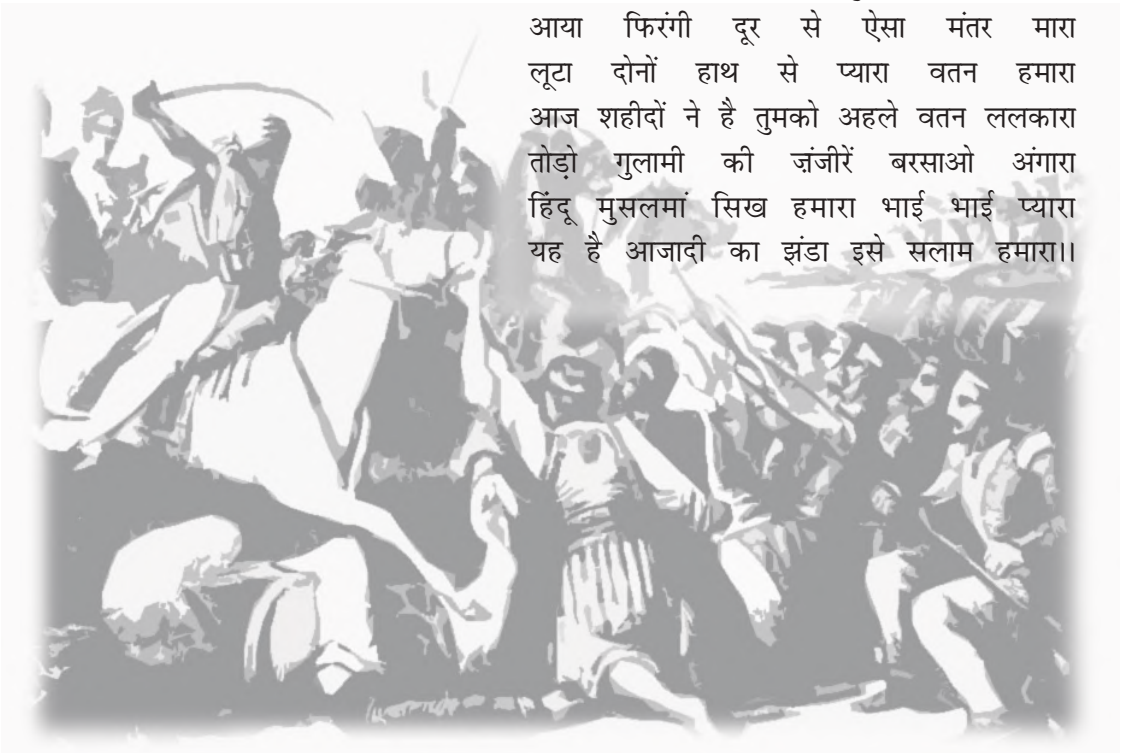 आया फिरंगी दूर से ऐसा मंतर मारा
लूटा दोनों हाथ से प्यारा वतन हमारा
आज शहीदों ने है तुमको अहले वतन ललकारा
तोड़ो गुलामी की ज़ंजीरें बरसाओ अंगारा
हिंदू मुसलमां सिख हमारा भाई भाई प्यारा
यह है आजादी का झंडा इसे सलाम हमारा।।